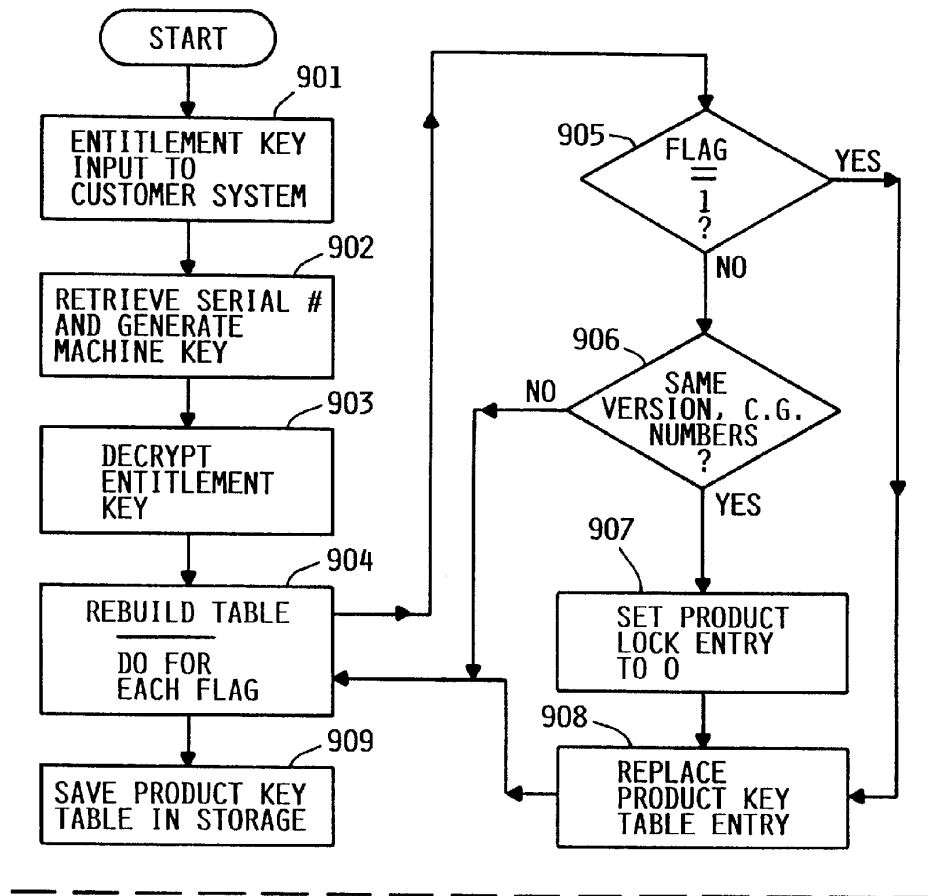 START
901
ENTITLEMENT KEY
INPUT TO
CUSTOMER SYSTEM
902
RETRIEVE SERIAL #
AND GENERATE
MACHINE KEY
903
DECRYPT
ENTITLEMENT
KEY
904
REBUILD TABLE
DO FOR
EACH FLAG
909
SAVE PRODUCT KEY
TABLE IN STORAGE
905
FLAG
=
1
?
YES
NO
906
SAME
VERSION, C.G.
NUMBERS
?
NO
YES
907
SET PRODUCT
LOCK ENTRY
TO 0
908
REPLACE
PRODUCT KEY
TABLE ENTRY